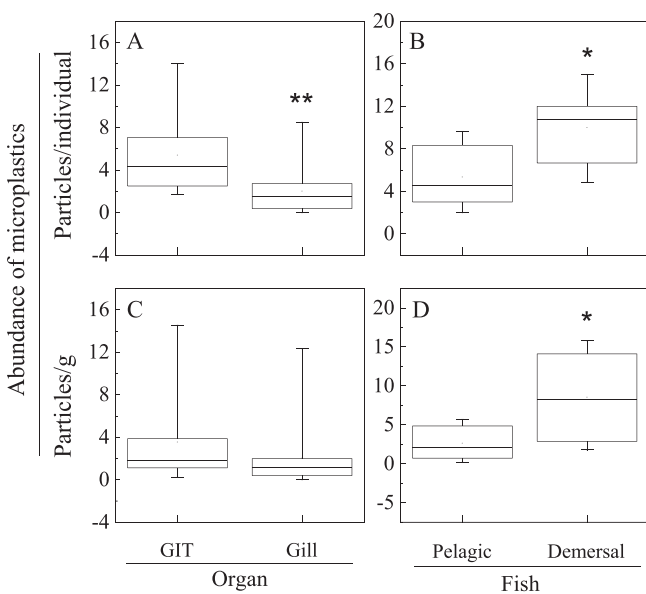 Abundance of microplastics
Particles/individual
Particles/g
A
16
12
8
4
0
-4
**
B
20
16
12
8
4
0
*
C
16
12
8
4
0
-4
D
20
15
10
5
0
-5
*
GIT Gill
Organ
Pelagic Demersal
Fish